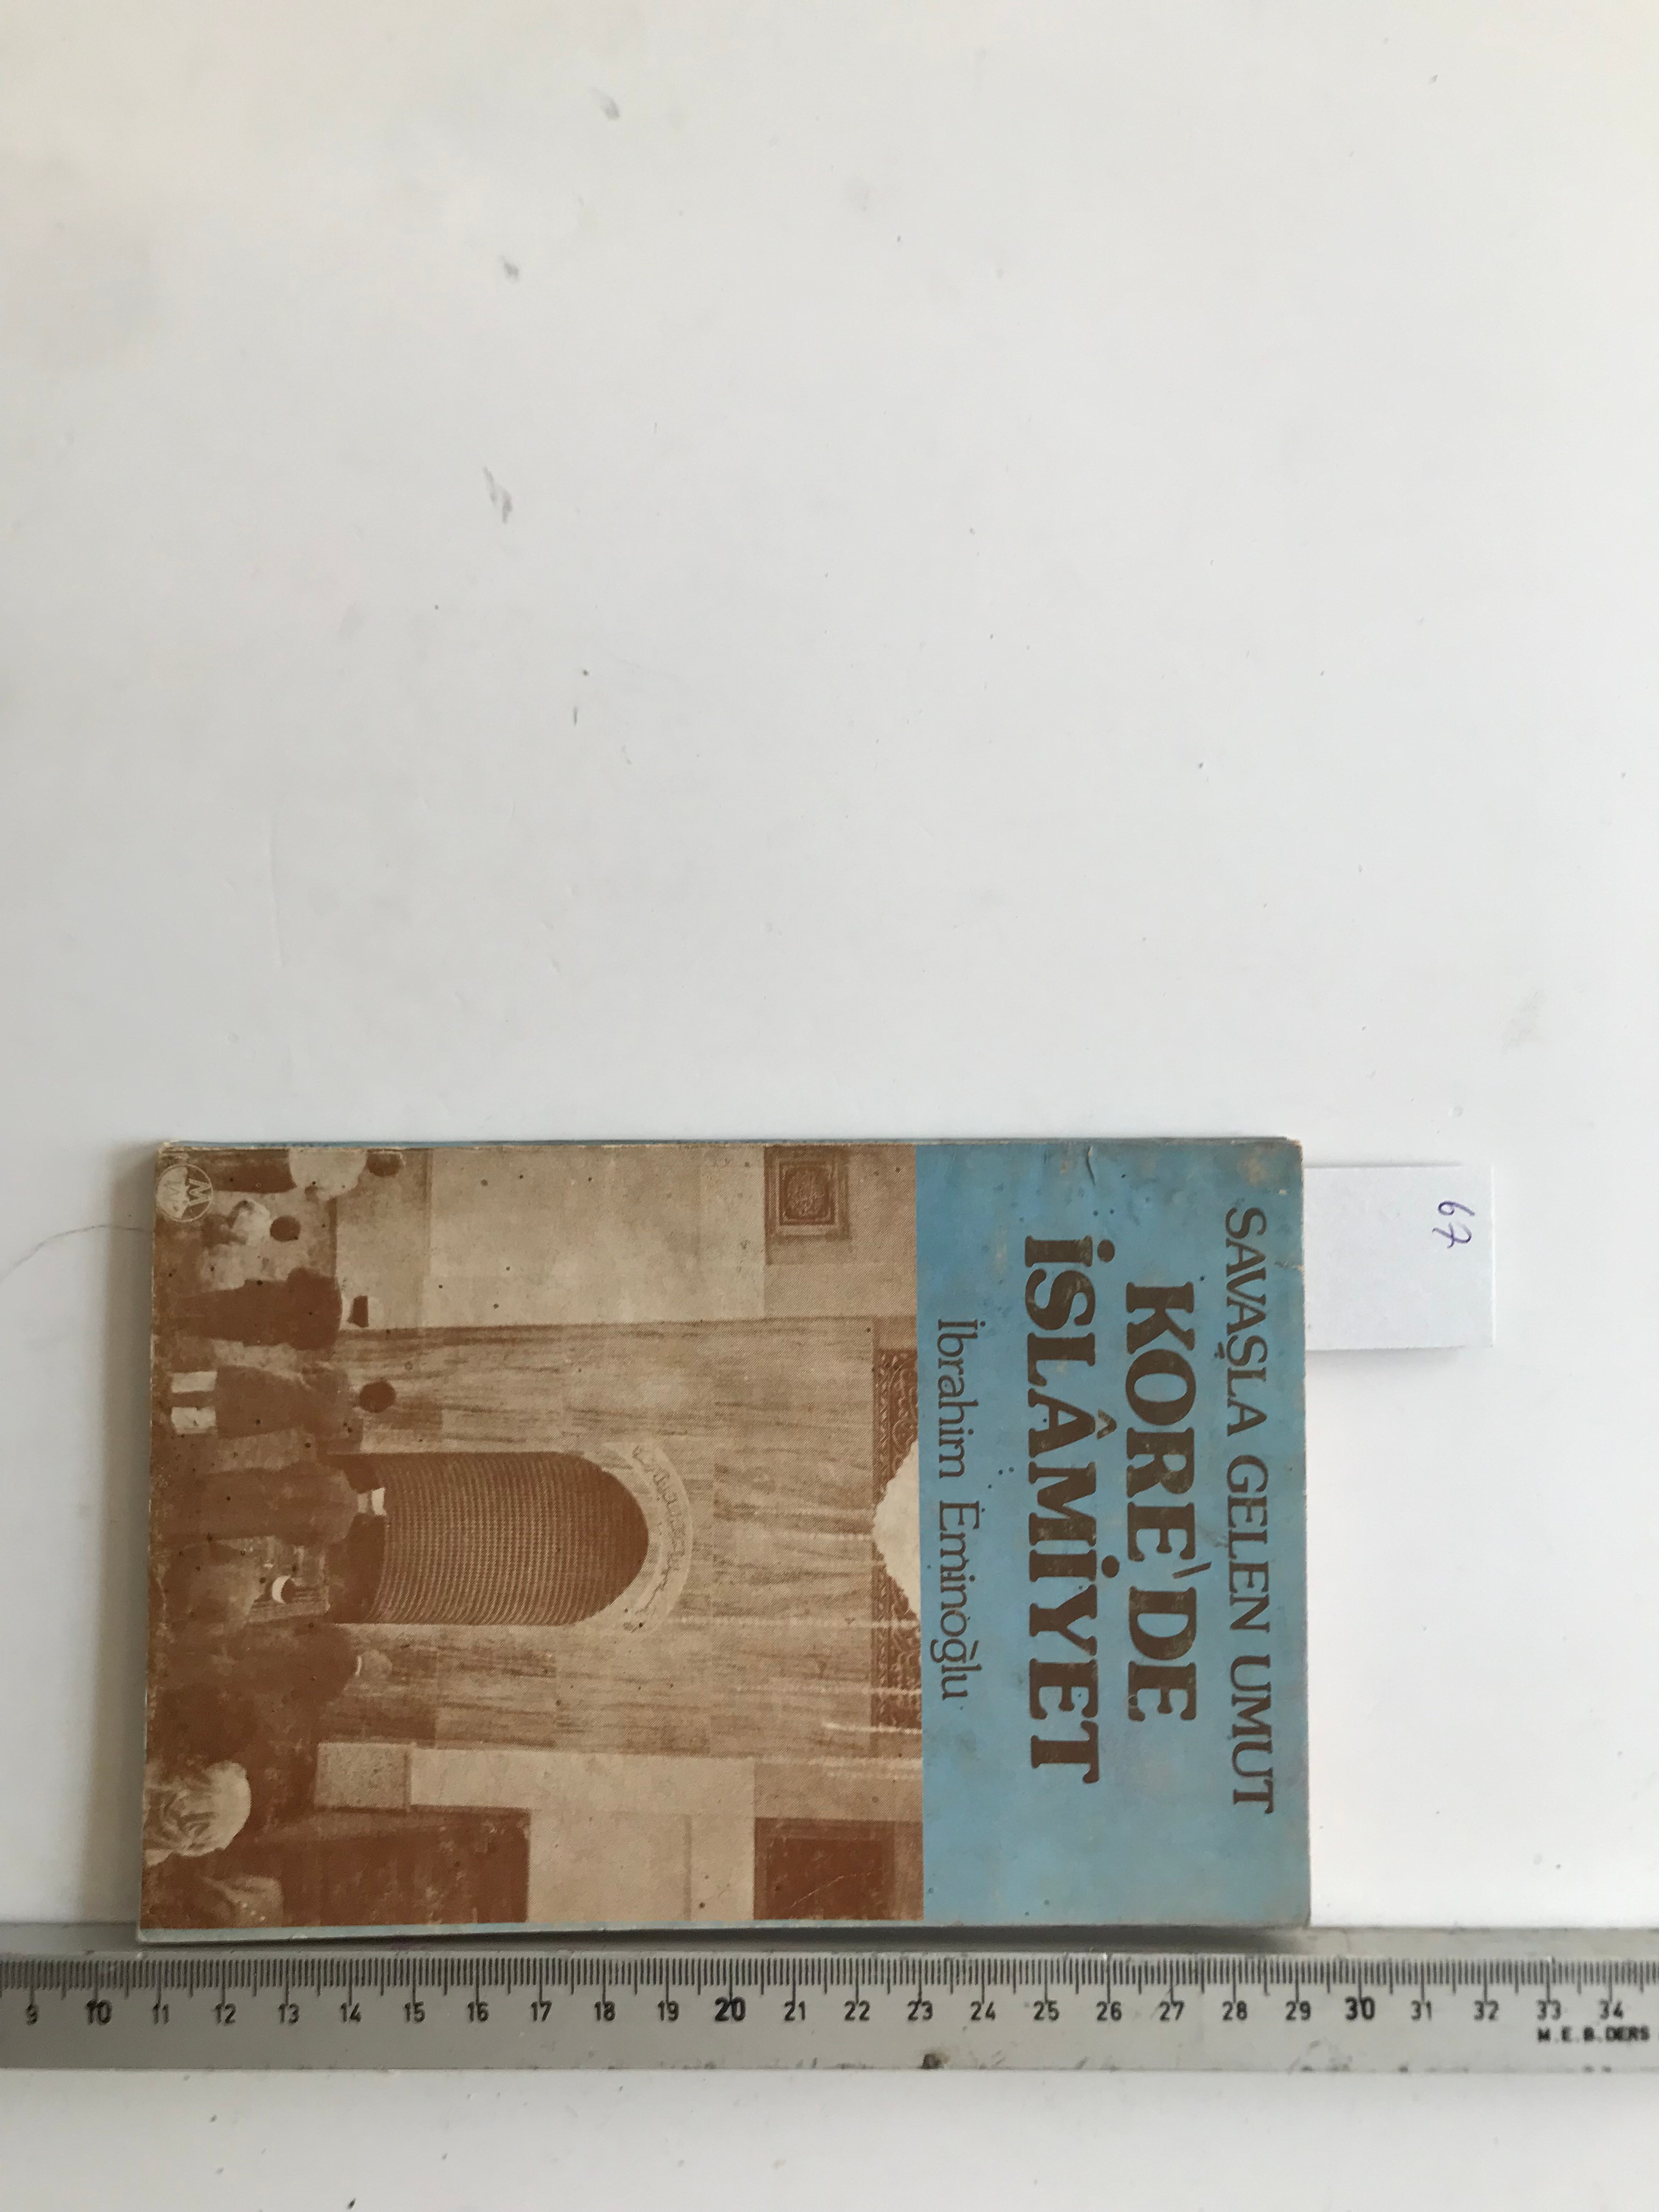 67
SAVAŞLA GELEN UMUT
KORE'DE
İSLÂMİYET
İbrahim Eminoğlu
9 10 11 12 13 14 15 16 17 18 19 20 21 22 23 24 25 26 27 28 29 30 31 32 33 34
M.E.B.DERS